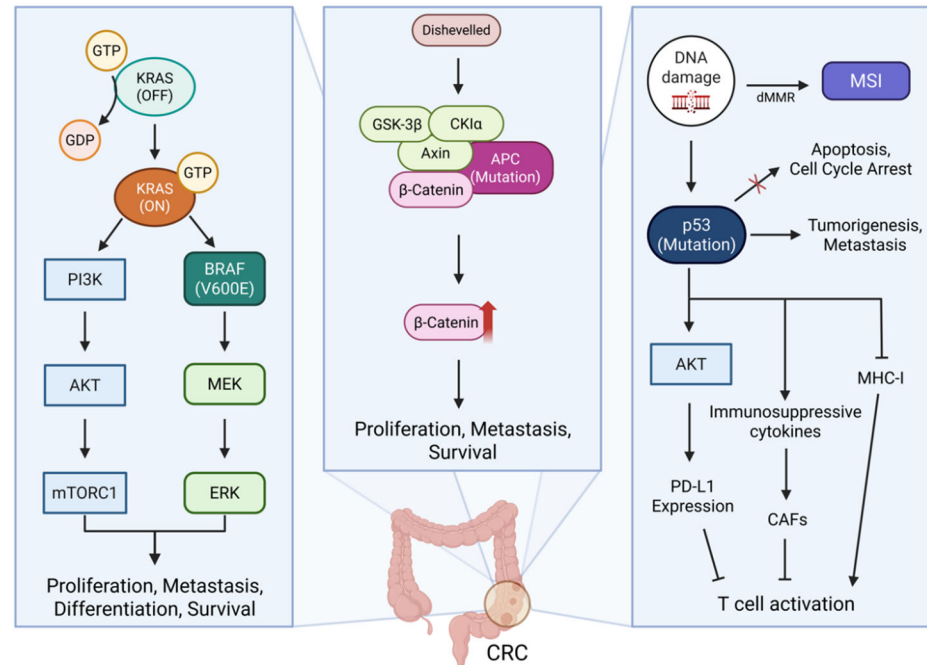 GTP
KRAS
(OFF)
GDP
GTP
KRAS
(ON)
PI3K
BRAF
(V600E)
AKT
MEK
mTORC1
ERK
Proliferation, Metastasis,
Differentiation, Survival
Dishevelled
GSK-3β
CKIα
Axin
APC
(Mutation)
β-Catenin
β-Catenin
Proliferation, Metastasis,
Survival
CRC
DNA
damage
dMMR
MSI
Apoptosis,
Cell Cycle Arrest
p53
(Mutation)
Tumorigenesis,
Metastasis
AKT
MHC-I
Immunosuppressive
cytokines
PD-L1
Expression
CAFs
T cell activation